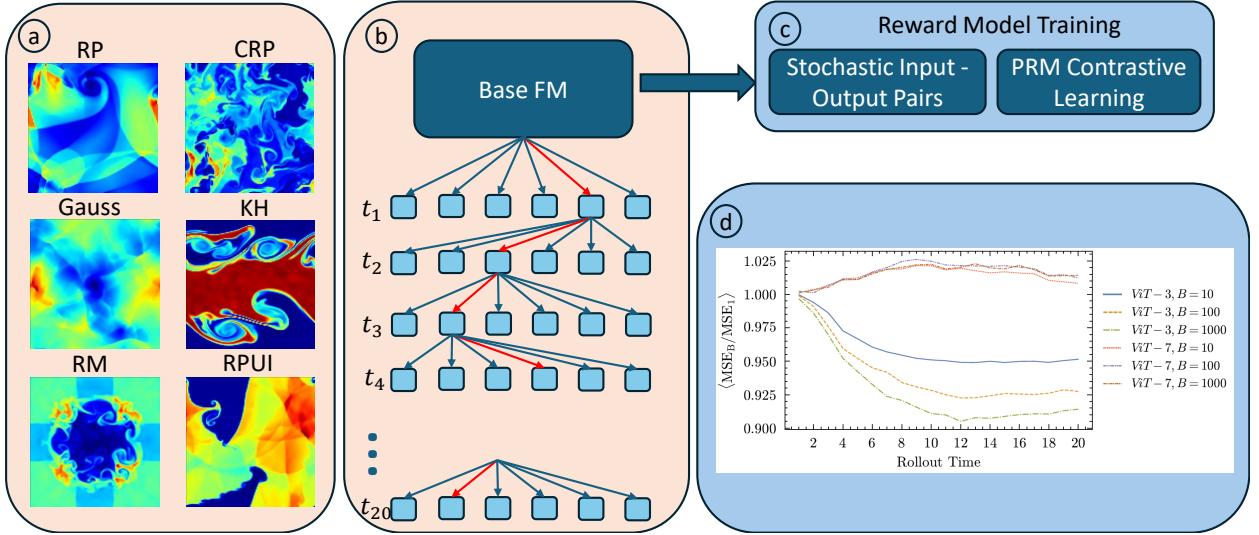 a
RP
CRP
Gauss
KH
RM
RPUI
b
Base FM
t1
t2
t3
t4
t20
c
Reward Model Training
Stochastic Input -
Output Pairs
PRM Contrastive
Learning
d
⟨MSE_B/MSE_1⟩
1.025
1.000
0.975
0.950
0.925
0.900
2 4 6 8 10 12 14 16 18 20
Rollout Time
ViT − 3, B = 10
ViT − 3, B = 100
ViT − 3, B = 1000
ViT − 7, B = 10
ViT − 7, B = 100
ViT − 7, B = 1000